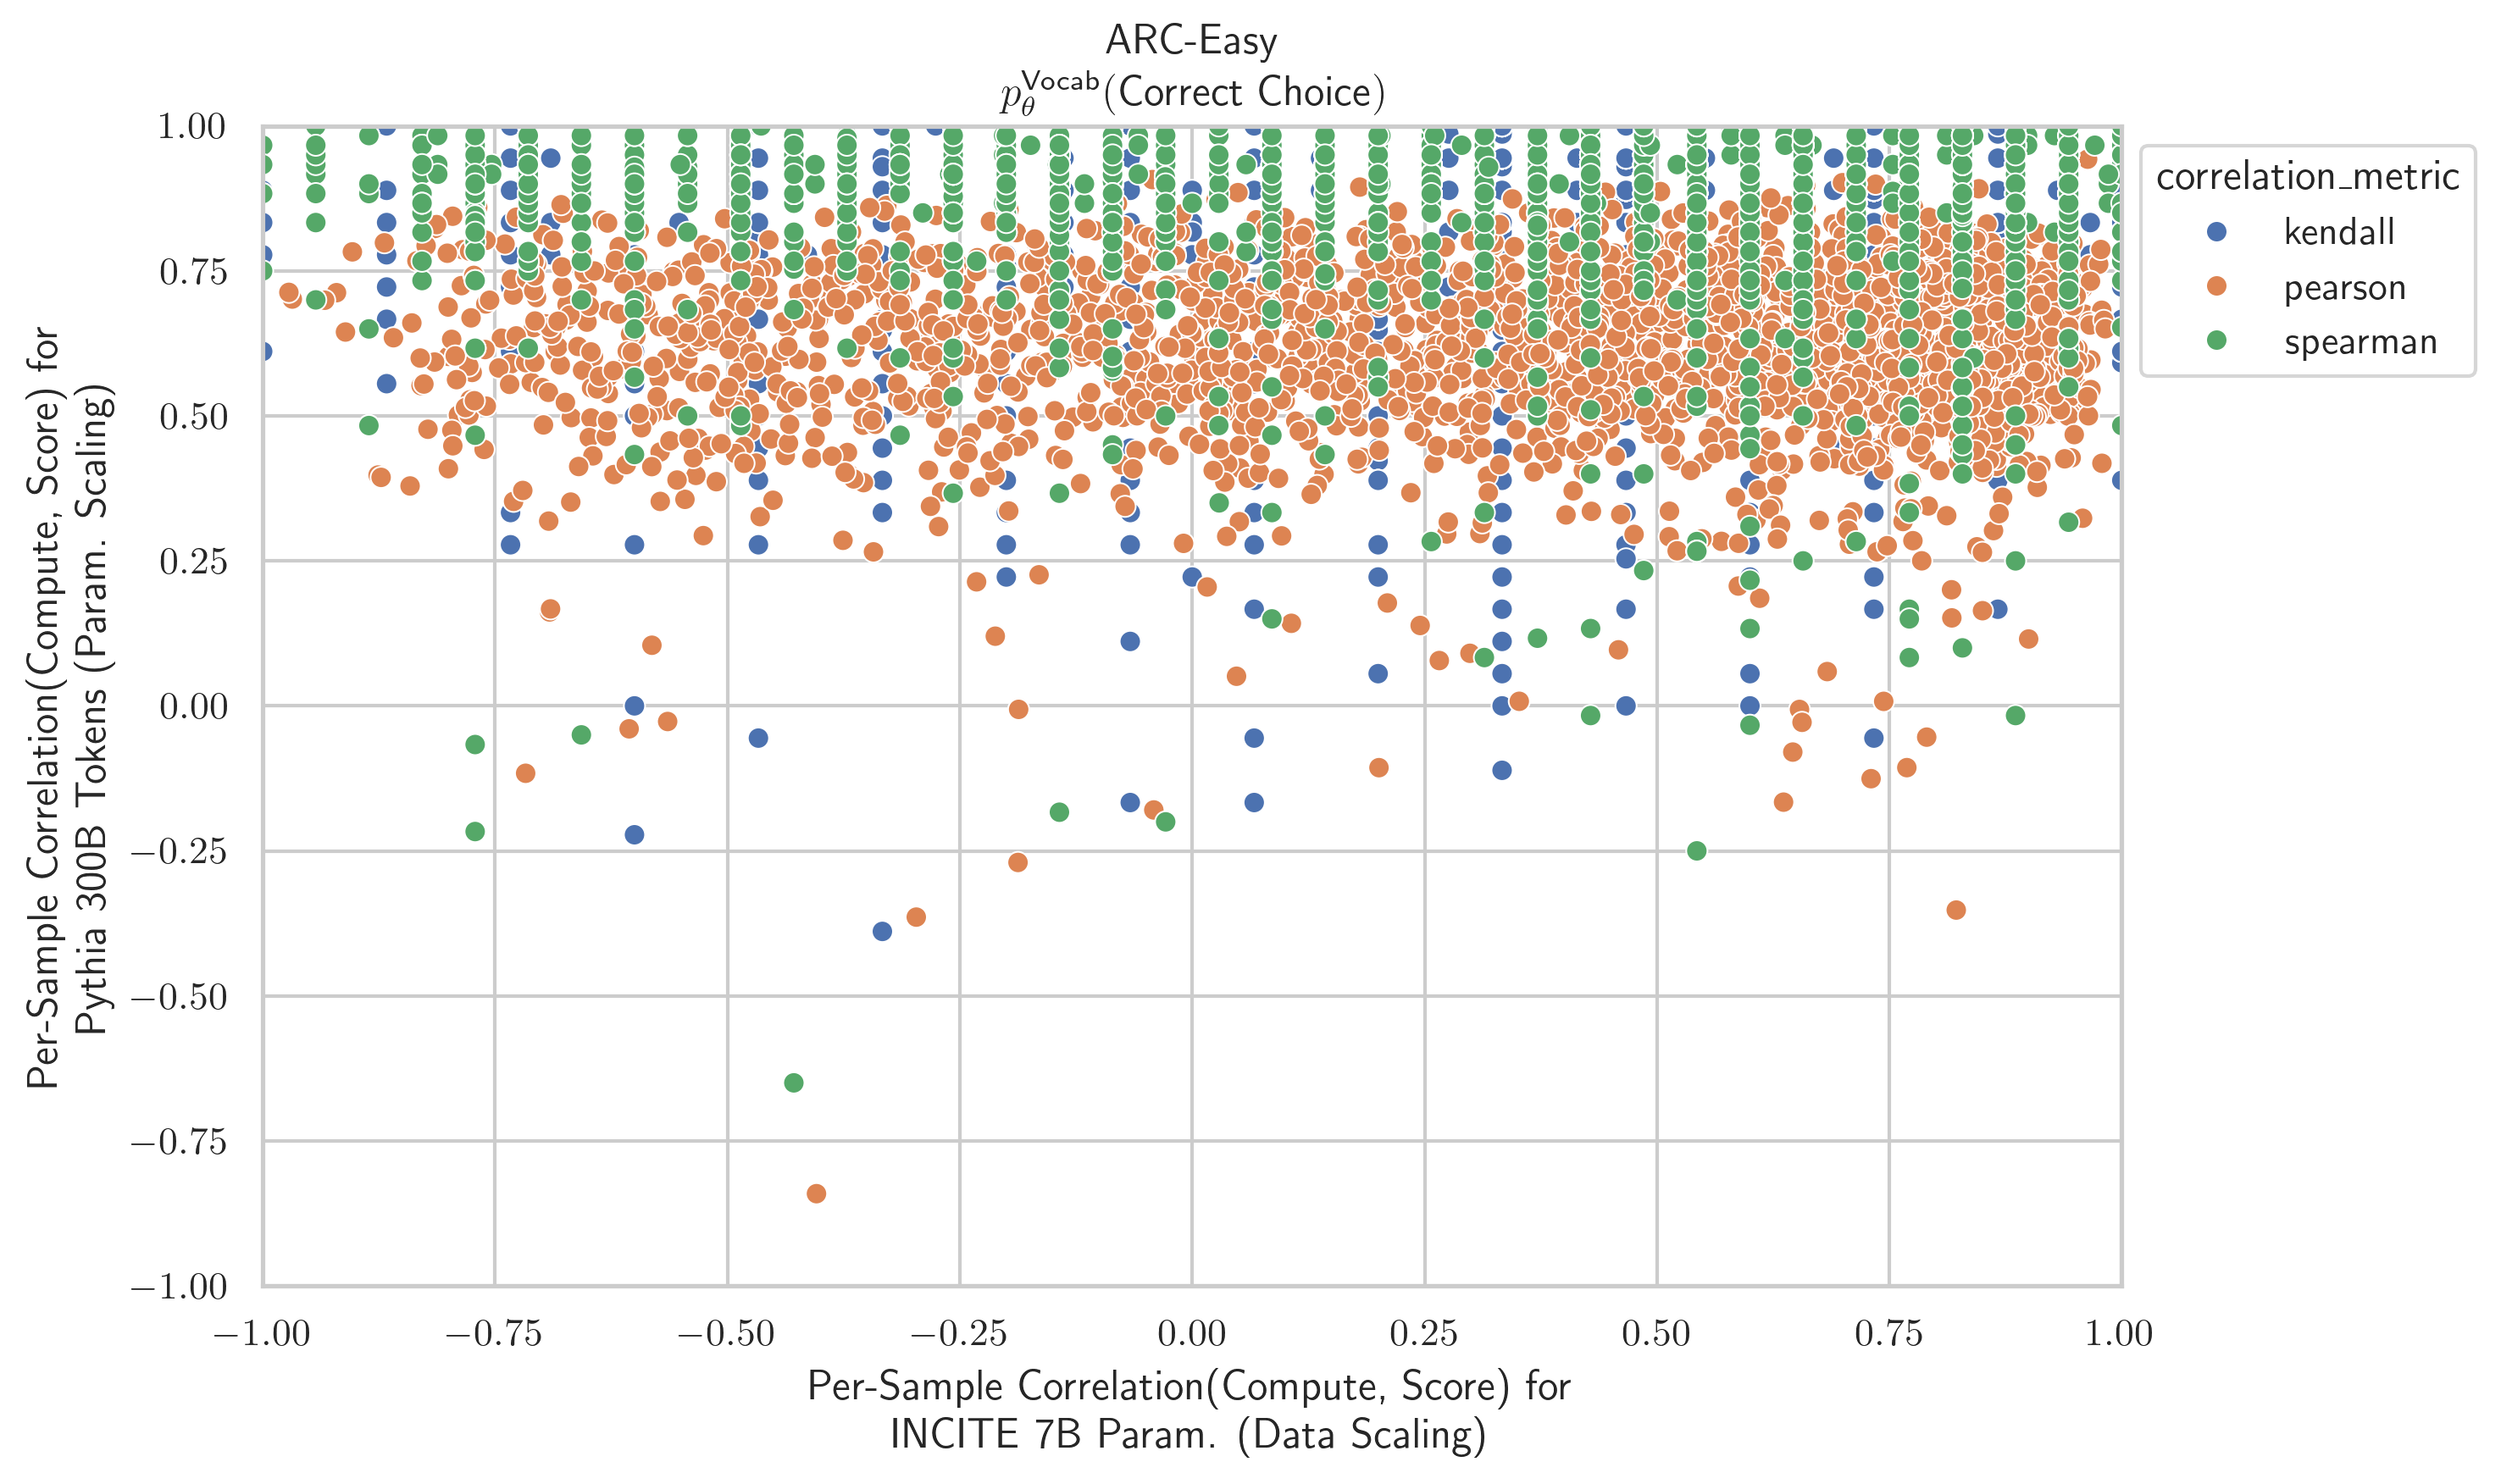 ARC-Easy
p_θ^Vocab(Correct Choice)
Per-Sample Correlation(Compute, Score) for
Pythia 300B Tokens (Param. Scaling)
1.00
0.75
0.50
0.25
0.00
−0.25
−0.50
−0.75
−1.00
−1.00 −0.75 −0.50 −0.25 0.00 0.25 0.50 0.75 1.00
Per-Sample Correlation(Compute, Score) for
INCITE 7B Param. (Data Scaling)
correlation_metric
kendall
pearson
spearman